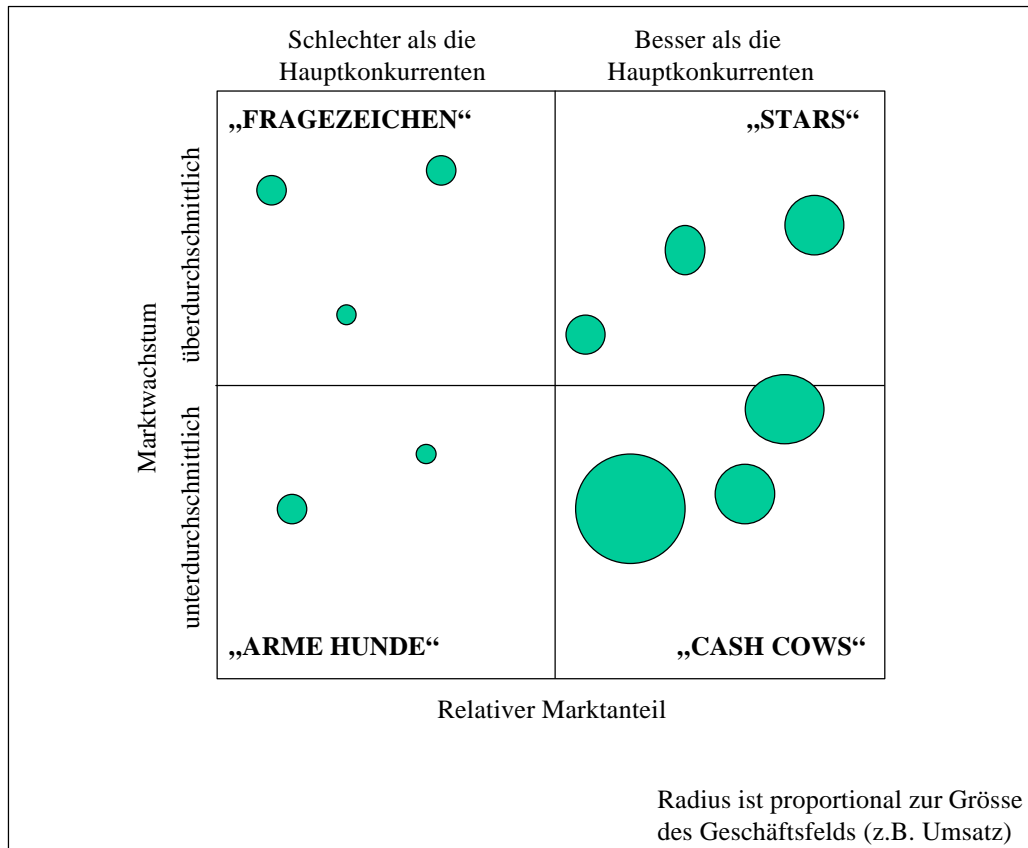 Schlechter als die
Hauptkonkurrenten
Besser als die
Hauptkonkurrenten
„FRAGEZEICHEN“
„STARS“
Marktwachstum
überdurchschnittlich
unterdurchschnittlich
„ARME HUNDE“
„CASH COWS“
Relativer Marktanteil
Radius ist proportional zur Grösse
des Geschäftsfelds (z.B. Umsatz)